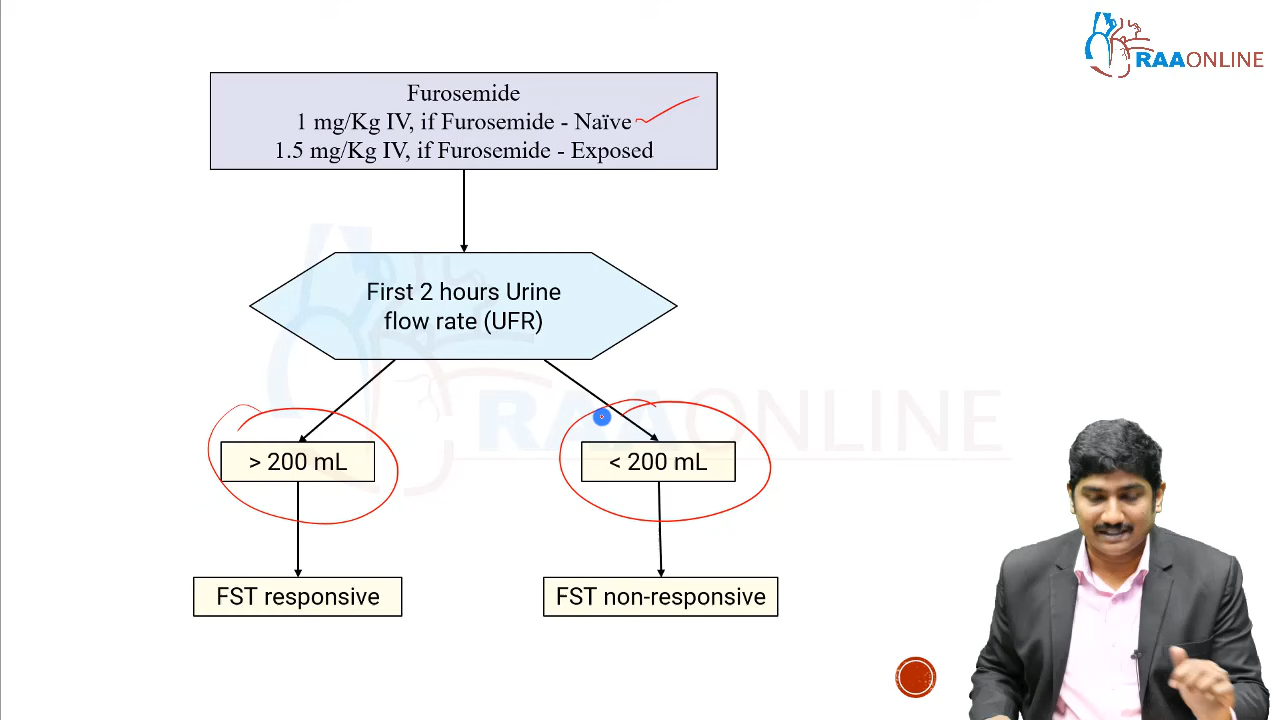 RAAONLINE
Furosemide
1 mg/Kg IV, if Furosemide - Naïve
1.5 mg/Kg IV, if Furosemide - Exposed
First 2 hours Urine
flow rate (UFR)
RAAONLINE
> 200 mL
< 200 mL
FST responsive
FST non-responsive